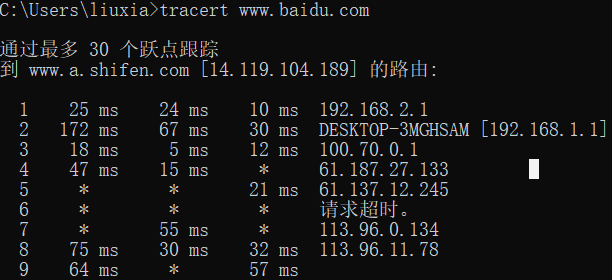 C:\Users\liuxia>tracert www.baidu.com
通过最多 30 个跃点跟踪
到 www.a.shifen.com [14.119.104.189] 的路由:
1 25 ms 24 ms 10 ms 192.168.2.1
2 172 ms 67 ms 30 ms DESKTOP-3MGHSAM [192.168.1.1]
3 18 ms 5 ms 12 ms 100.70.0.1
4 47 ms 15 ms * 61.187.27.133
5 * * 21 ms 61.137.12.245
6 * * * 请求超时。
7 * 55 ms * 113.96.0.134
8 75 ms 30 ms 32 ms 113.96.11.78
9 64 ms * 57 ms